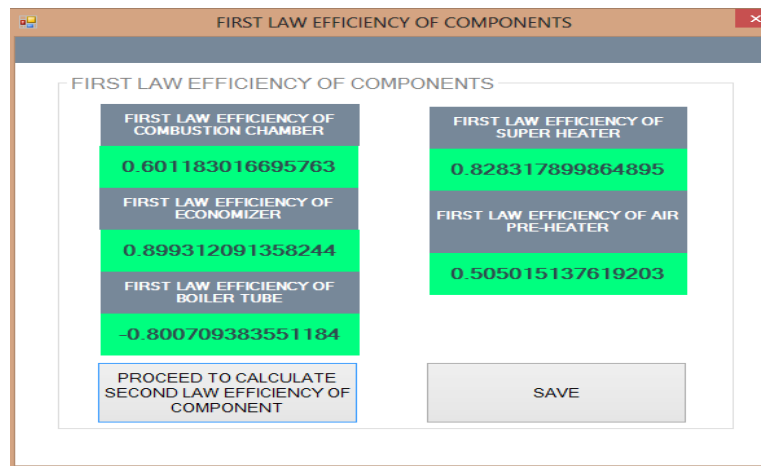 FIRST LAW EFFICIENCY OF COMPONENTS
×
FIRST LAW EFFICIENCY OF COMPONENTS
FIRST LAW EFFICIENCY OF
COMBUSTION CHAMBER
0.601183016695763
FIRST LAW EFFICIENCY OF
ECONOMIZER
0.899312091358244
FIRST LAW EFFICIENCY OF
BOILER TUBE
-0.800709383551184
PROCEED TO CALCULATE
SECOND LAW EFFICIENCY OF
COMPONENT
FIRST LAW EFFICIENCY OF
SUPER HEATER
0.828317899864895
FIRST LAW EFFICIENCY OF AIR
PRE-HEATER
0.505015137619203
SAVE